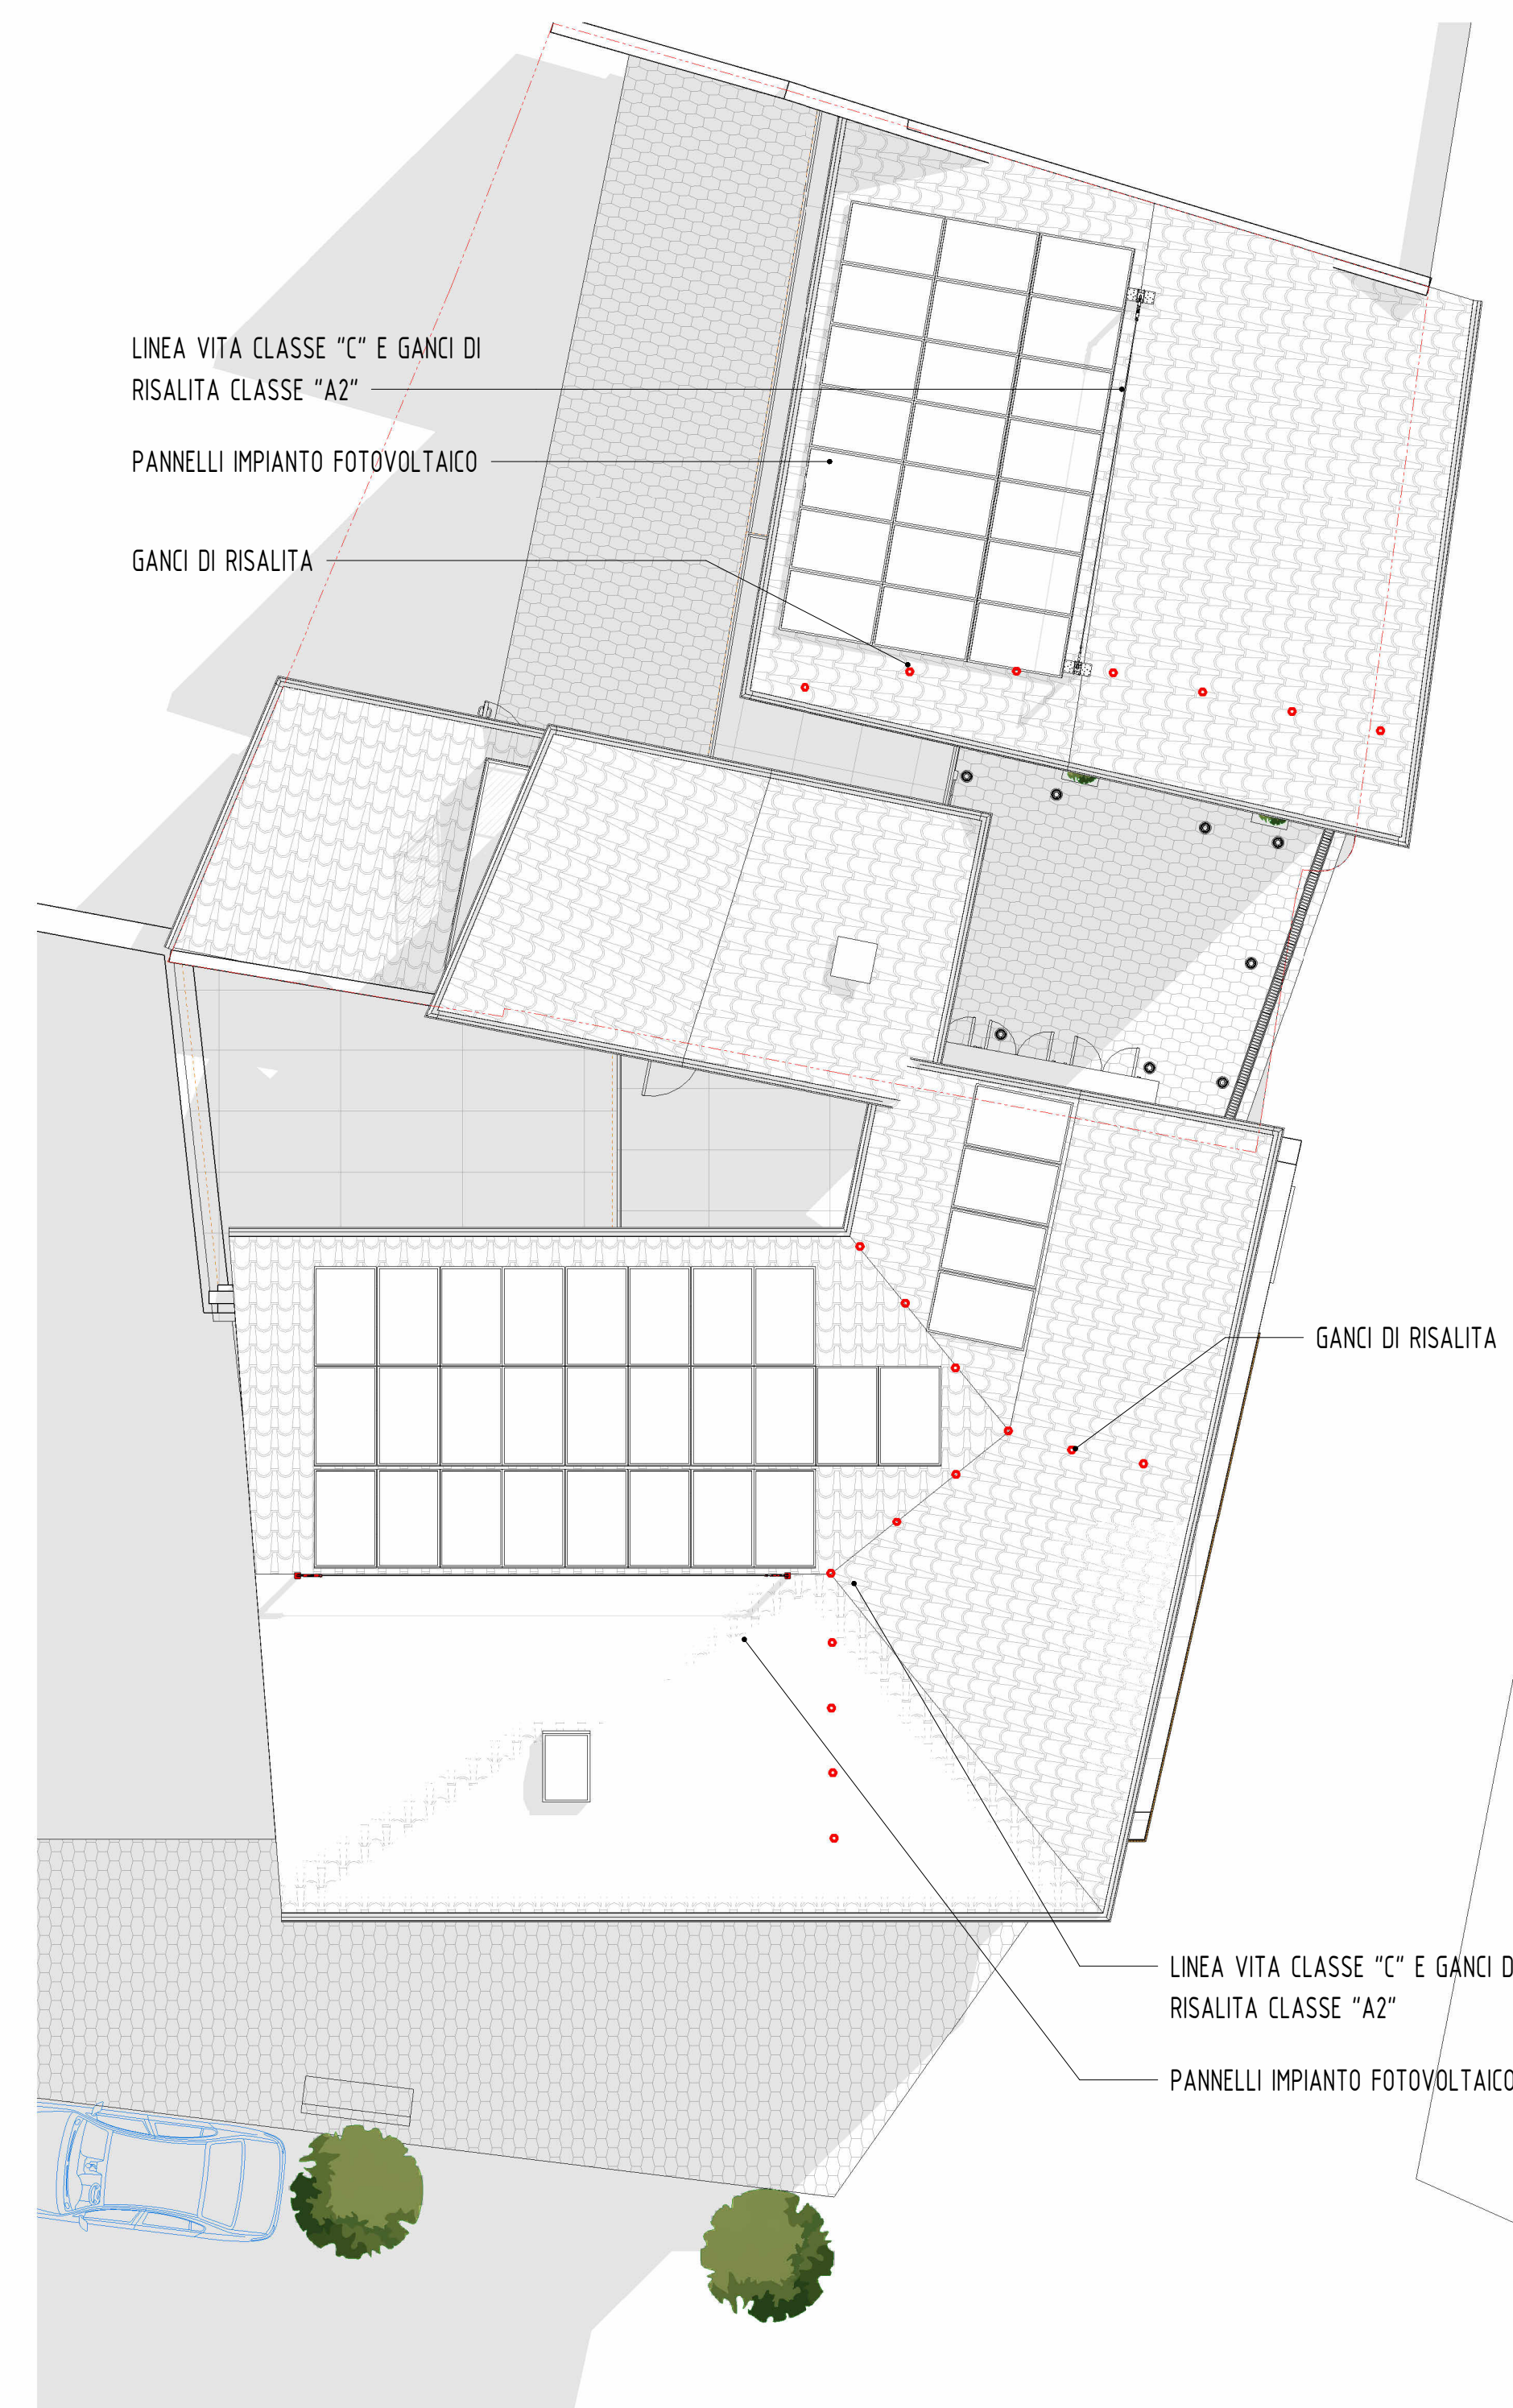 LINEA VITA CLASSE "C" E GANCI DI
RISALITA CLASSE "A2"
PANNELLI IMPIANTO FOTOVOLTAICO
GANCI DI RISALITA
GANCI DI RISALITA
LINEA VITA CLASSE "C" E GANCI D
RISALITA CLASSE "A2"
PANNELLI IMPIANTO FOTOVOLTAICO